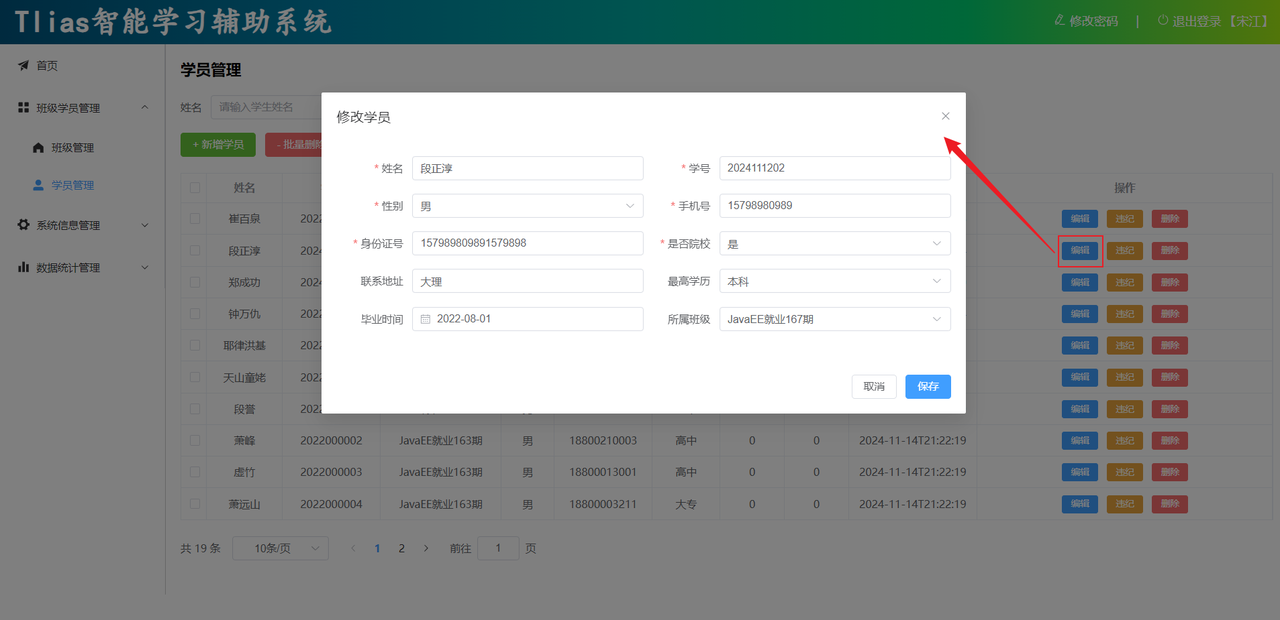 Tlias智能学习辅助系统
修改密码 | 退出登录 【宋江】
首页
班级学员管理
班级管理
学员管理
系统信息管理
数据统计管理
学员管理
姓名 请输入学生姓名
+ 新增学员 - 批量删除
姓名 操作
崔百泉 2022 编辑 违纪 删除
段正淳 2024 编辑 违纪 删除
郑成功 2024 编辑 违纪 删除
钟万仇 2022 编辑 违纪 删除
耶律洪基 2022 编辑 违纪 删除
天山童姥 2022 编辑 违纪 删除
段誉 2022 编辑 违纪 删除
萧峰 2022000002 JavaEE就业163期 男 18800210003 高中 0 0 2024-11-14T21:22:19 编辑 违纪 删除
虚竹 2022000003 JavaEE就业163期 男 18800013001 高中 0 0 2024-11-14T21:22:19 编辑 违纪 删除
萧远山 2022000004 JavaEE就业163期 男 18800003211 大专 0 0 2024-11-14T21:22:19 编辑 违纪 删除
共 19 条 10条/页 1 2 前往 1 页
修改学员
* 姓名 段正淳 * 学号 2024111202
* 性别 男 * 手机号 15798980989
* 身份证号 157989809891579898 * 是否院校 是
联系地址 大理 最高学历 本科
毕业时间 2022-08-01 所属班级 JavaEE就业167期
取消 保存